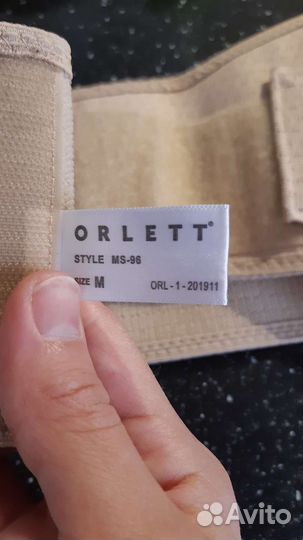 ORLETT®
STYLE MS-96
SIZE M ORL-1-201911
Avito